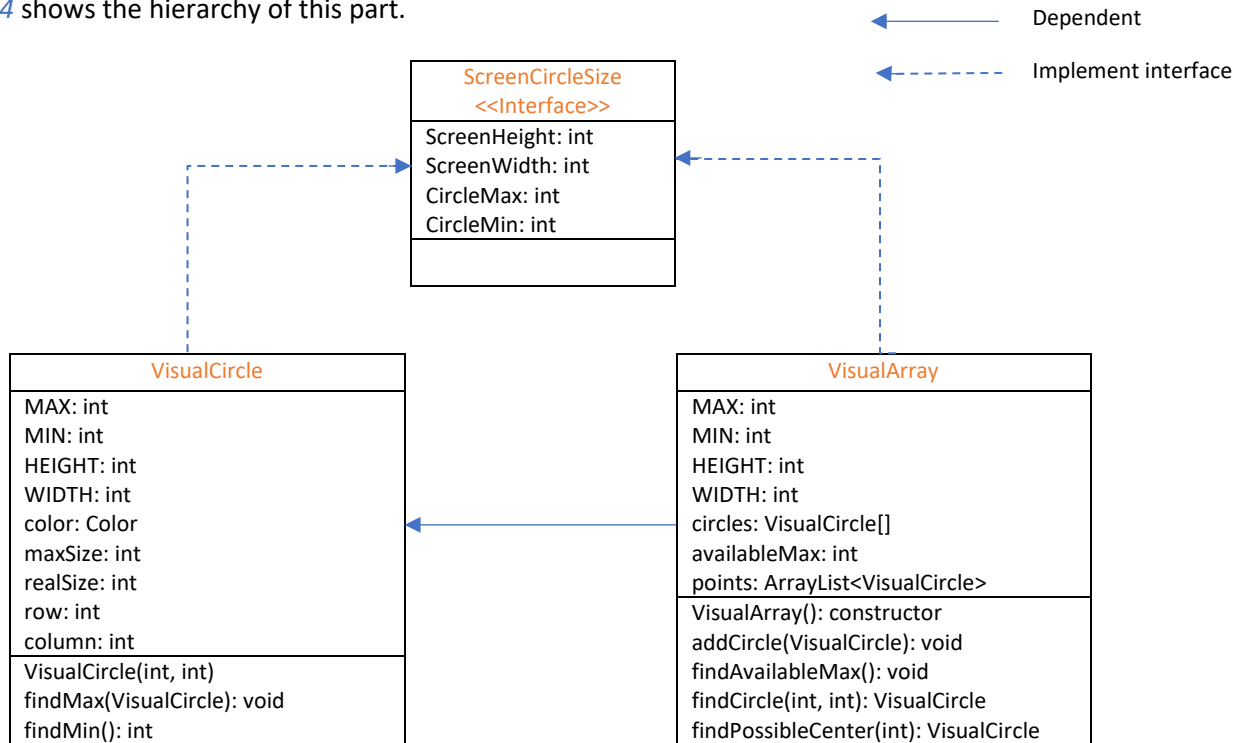 4 shows the hierarchy of this part.
Dependent
Implement interface
ScreenCircleSize
<<Interface>>
ScreenHeight: int
ScreenWidth: int
CircleMax: int
CircleMin: int
VisualCircle
MAX: int
MIN: int
HEIGHT: int
WIDTH: int
color: Color
maxSize: int
realSize: int
row: int
column: int
VisualCircle(int, int)
findMax(VisualCircle): void
findMin(): int
VisualArray
MAX: int
MIN: int
HEIGHT: int
WIDTH: int
circles: VisualCircle[]
availableMax: int
points: ArrayList<VisualCircle>
VisualArray(): constructor
addCircle(VisualCircle): void
findAvailableMax(): void
findCircle(int, int): VisualCircle
findPossibleCenter(int): VisualCircle